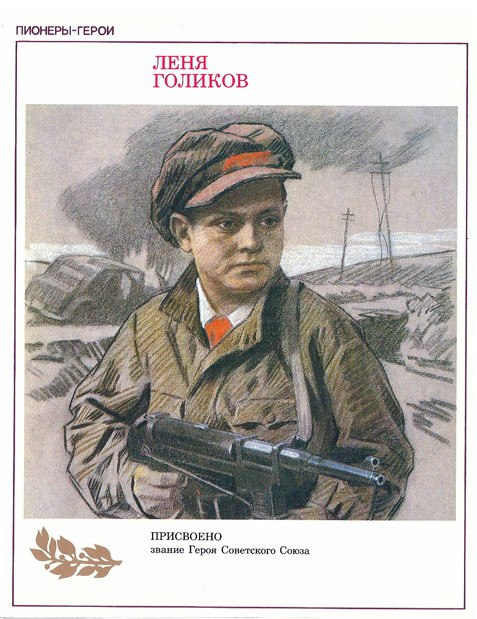 ПИОНЕРЫ-ГЕРОИ
ЛЕНЯ
ГОЛИКОВ
ПРИСВОЕНО
звание Героя Советского Союза